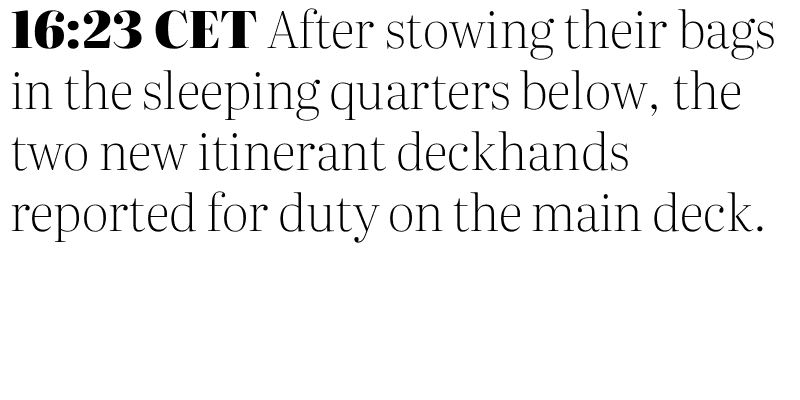 16:23 CET After stowing their bags
in the sleeping quarters below, the
two new itinerant deckhands
reported for duty on the main deck.